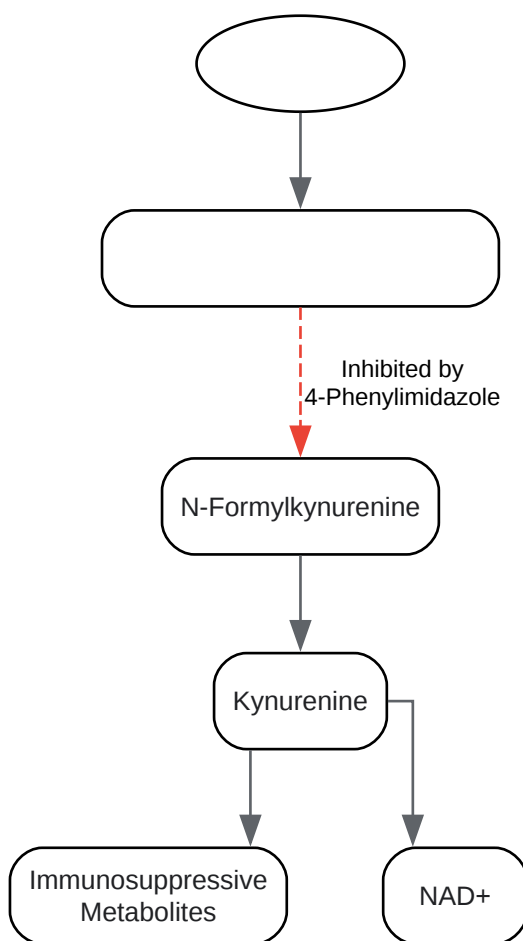 Inhibited by
4-Phenylimidazole
N-Formylkynurenine
Kynurenine
Immunosuppressive
Metabolites
NAD+